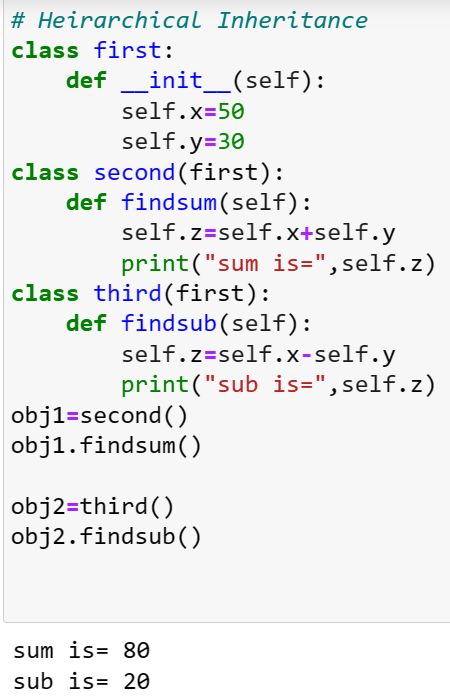 # Heirarchical Inheritance
class first:
    def __init__(self):
        self.x=50
        self.y=30
class second(first):
    def findsum(self):
        self.z=self.x+self.y
        print("sum is=",self.z)
class third(first):
    def findsub(self):
        self.z=self.x-self.y
        print("sub is=",self.z)
obj1=second()
obj1.findsum()

obj2=third()
obj2.findsub()

sum is= 80
sub is= 20